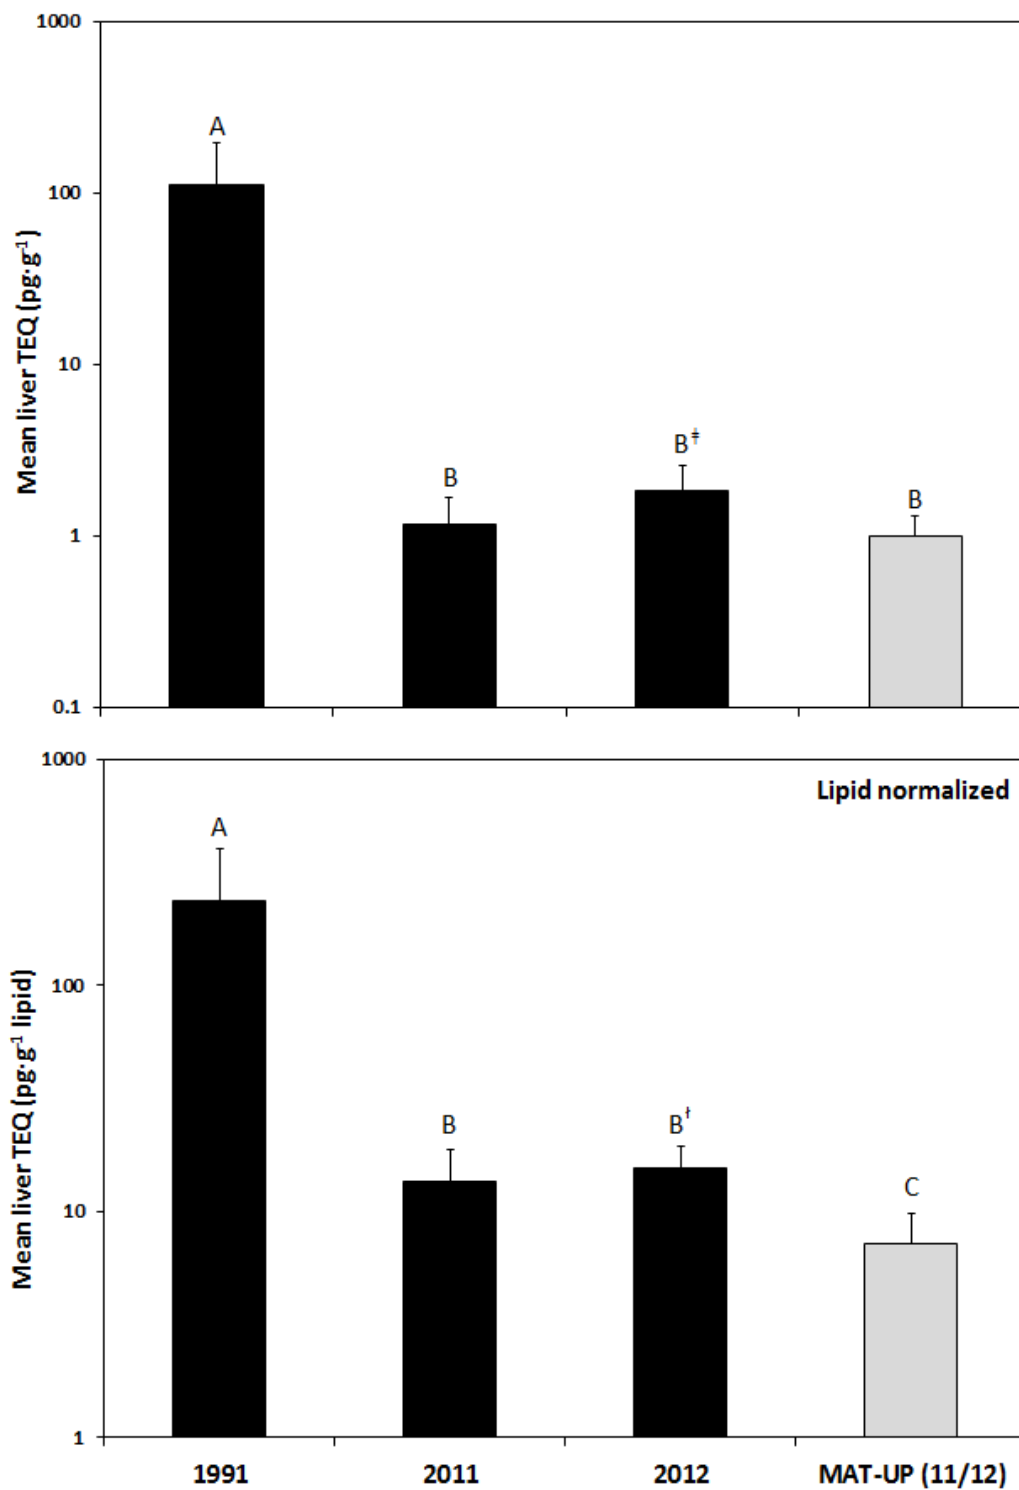 1000
A
100
Mean liver TEQ (pg·g⁻¹)
10
B
B‡
B
1
0.1
1000
Lipid normalized
A
100
Mean liver TEQ (pg·g⁻¹ lipid)
B
B†
C
10
1
1991 2011 2012 MAT-UP (11/12)